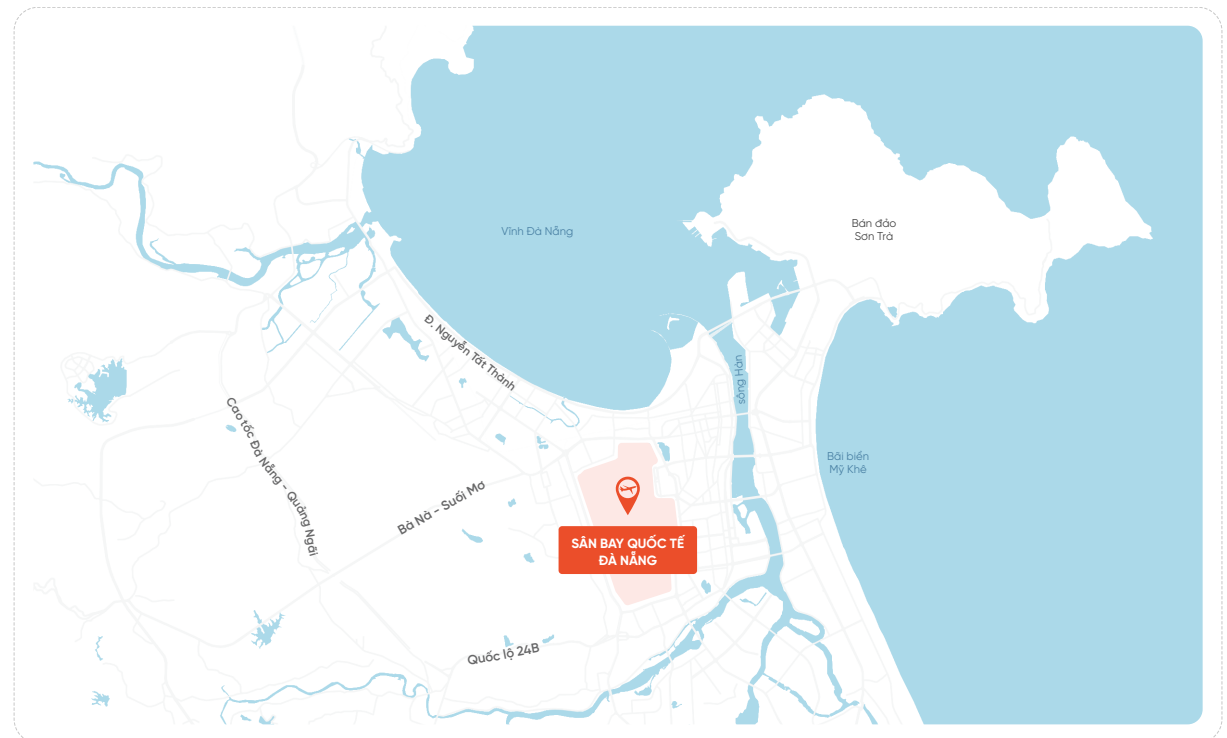 Vĩnh Đà Nẵng
Bán đảo
Sơn Trà
Đ. Nguyễn Tất Thành
sông Hàn
Cao tốc Đà Nẵng - Quảng Ngãi
Bãi biển
Mỹ Khê
Bà Nà - Suối Mơ
SÂN BAY QUỐC TẾ
ĐÀ NẴNG
Quốc lộ 24B